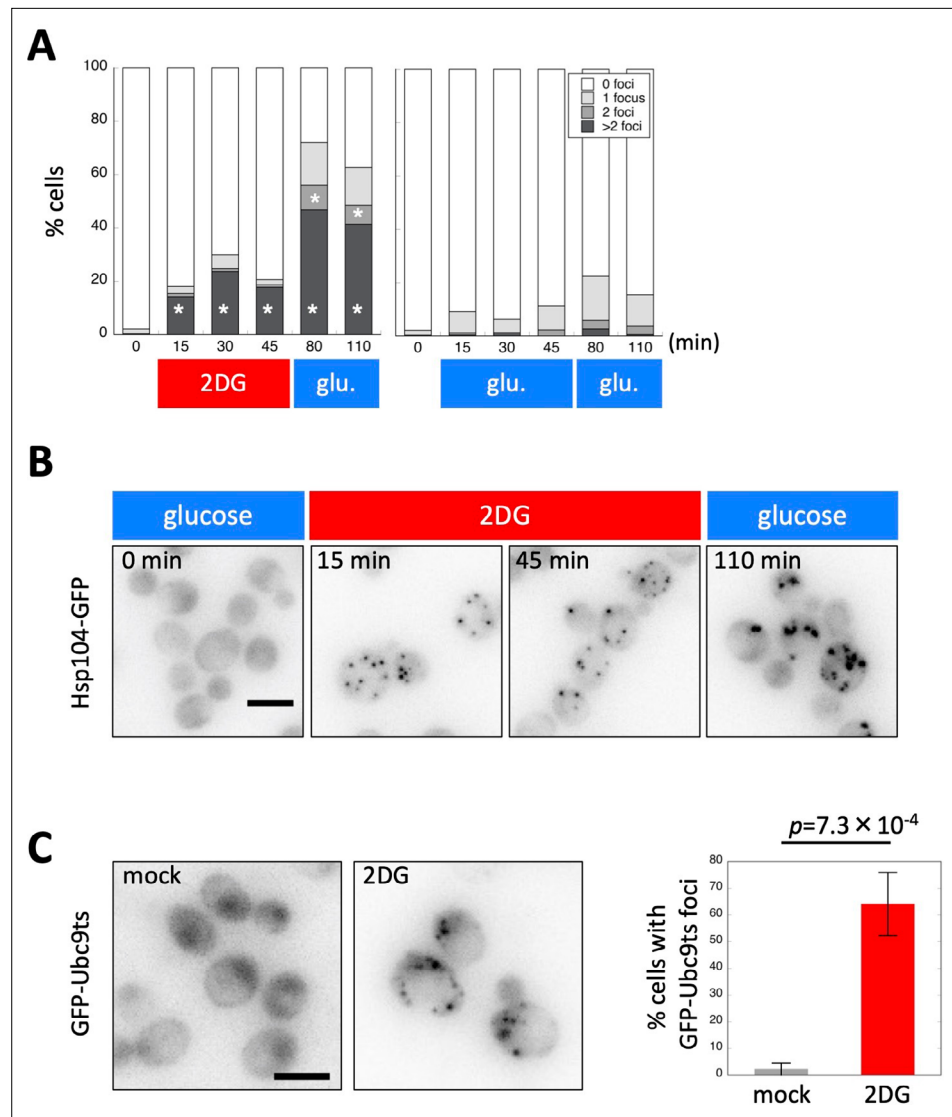 A
% cells
100
80
60
40
20
0
* * * * * * *
0 foci
1 focus
2 foci
>2 foci
0 15 30 45 80 110 0 15 30 45 80 110 (min)
2DG glu. glu. glu.
B
glucose 2DG glucose
Hsp104-GFP
0 min 15 min 45 min 110 min
C
GFP-Ubc9ts
mock 2DG
p=7.3×10-4
% cells with
GFP-Ubc9ts foci
80
70
60
50
40
30
20
10
0
mock 2DG